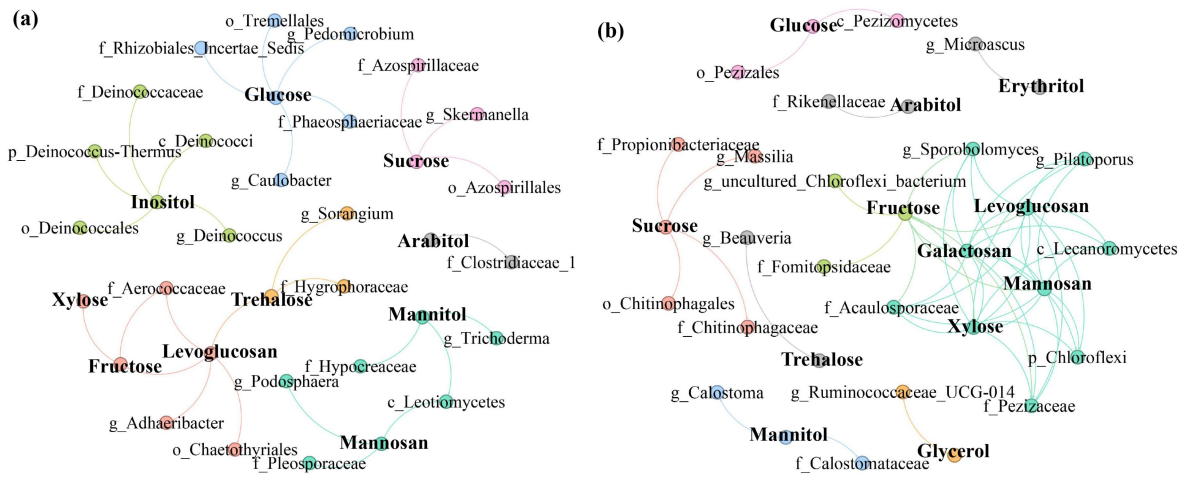 (a)
o_Tremellales
g_Pedomicrobium
f_Rhizobiales_Incertae_Sedis
f_Azospirillaceae
f_Deinococcaceae
Glucose
g_Skermanella
f_Phaeosphaeriaceae
c_Deinococci
p_Deinococcus-Thermus
Sucrose
g_Caulobacter
o_Azospirillales
Inositol
g_Sorangium
o_Deinococcales
g_Deinococcus
Arabitol
f_Clostridiaceae_1
f_Aerococcaceae
f_Hygrophoraceae
Xylose
Trehalose
Mannitol
g_Trichoderma
Levoglucosan
Fructose
f_Hypocreaceae
g_Podosphaera
c_Leotiomycetes
g_Adhaeribacter
o_Chaetothyriales
Mannosan
f_Pleosporaceae
(b)
Glucose
c_Pezizomycetes
g_Microascus
o_Pezizales
Erythritol
f_Rikenellaceae
Arabitol
f_Propionibacteriaceae
g_Massilia
g_Sporobolomyces
g_Pilatoporus
g_uncultured_Chloroflexi_bacterium
Fructose
Levoglucosan
Sucrose
g_Beauveria
Galactosan
c_Lecanoromycetes
f_Fomitopsidaceae
Mannosan
o_Chitinophagales
f_Acaulosporaceae
f_Chitinophagaceae
Xylose
Trehalose
p_Chloroflexi
g_Calostoma
g_Ruminococcaceae_UCG-014
f_Pezizaceae
Mannitol
Glycerol
f_Calostomataceae